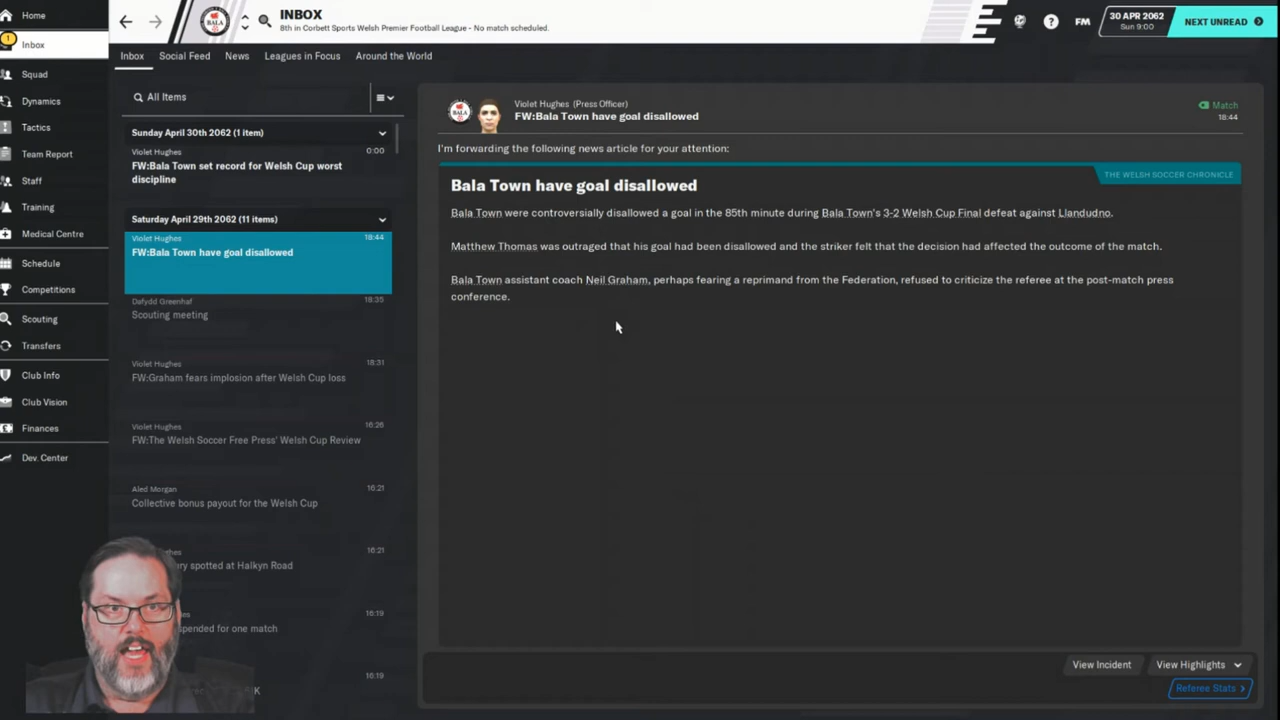 Home
Inbox
1
Squad
Dynamics
Tactics
Team Report
Staff
Training
Medical Centre
Schedule
Competitions
Scouting
Transfers
Club Info
Club Vision
Finances
Dev. Center
BALA
INBOX
8th in Corbett Sports Welsh Premier Football League - No match scheduled.
?
FM
30 APR 2062
Sun 9:00
NEXT UNREAD
Inbox
Social Feed
News
Leagues in Focus
Around the World
All Items
Sunday April 30th 2062 (1 item)
Violet Hughes
0:00
FW:Bala Town set record for Welsh Cup worst
discipline
Saturday April 29th 2062 (11 items)
Violet Hughes
18:44
FW:Bala Town have goal disallowed
Dafydd Greenhaf
18:35
Scouting meeting
Violet Hughes
18:31
FW:Graham fears implosion after Welsh Cup loss
Violet Hughes
16:26
FW:The Welsh Soccer Free Press' Welsh Cup Review
Aled Morgan
16:21
Collective bonus payout for the Welsh Cup
16:21
spotted at Halkyn Road
16:19
spended for one match
16:19
K
BALA
Violet Hughes (Press Officer)
FW:Bala Town have goal disallowed
Match
18:44
I'm forwarding the following news article for your attention:
THE WELSH SOCCER CHRONICLE
Bala Town have goal disallowed
Bala Town were controversially disallowed a goal in the 85th minute during Bala Town's 3-2 Welsh Cup Final defeat against Llandudno.
Matthew Thomas was outraged that his goal had been disallowed and the striker felt that the decision had affected the outcome of the match.
Bala Town assistant coach Neil Graham, perhaps fearing a reprimand from the Federation, refused to criticize the referee at the post-match press
conference.
View Incident
View Highlights
Referee Stats